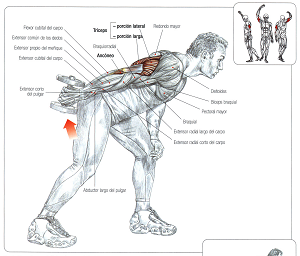 Flexor cubital del carpo
Extensor común de los dedos
Extensor propio del meñique
Extensor cubital del carpo
Extensor corto
del pulgar
Tríceps
porción lateral
porción larga
Braquiorradial
Ancóneo
Redondo mayor
Deltoides
Bíceps braquial
Pectoral mayor
Braquial
Extensor radial largo del carpo
Extensor radial corto del carpo
Abductor largo del pulgar